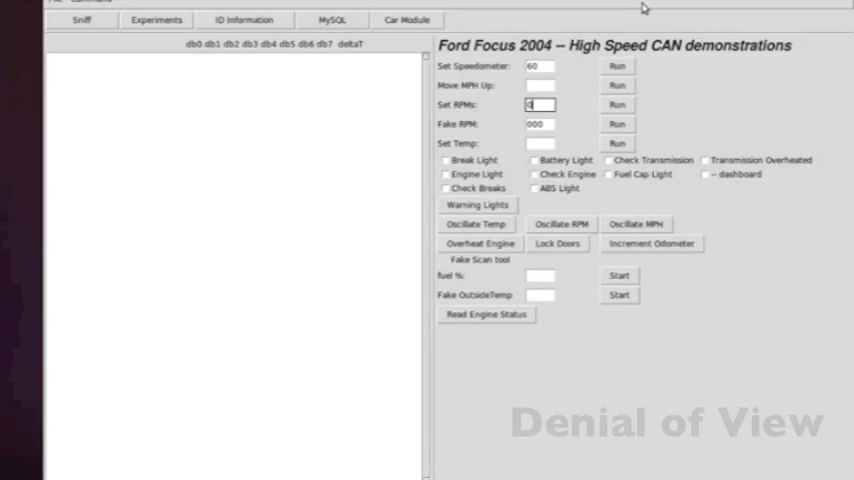 Sniff Experiments ID Information MySQL Car Module
db0 db1 db2 db3 db4 db5 db6 db7 deltaT
Ford Focus 2004 -- High Speed CAN demonstrations
Set Speedometer: 60 Run
Move MPH Up: Run
Set RPMs: 0 Run
Fake RPM: 000 Run
Set Temp: Run
Break Light Battery Light Check Transmission Transmission Overheated
Engine Light Check Engine Fuel Cap Light -- dashboard
Check Breaks ABS Light
Warning Lights
Oscillate Temp Oscillate RPM Oscillate MPH
Overheat Engine Lock Doors Increment Odometer
Fake Scan tool
fuel %: Start
Fake OutsideTemp Start
Read Engine Status
Denial of View